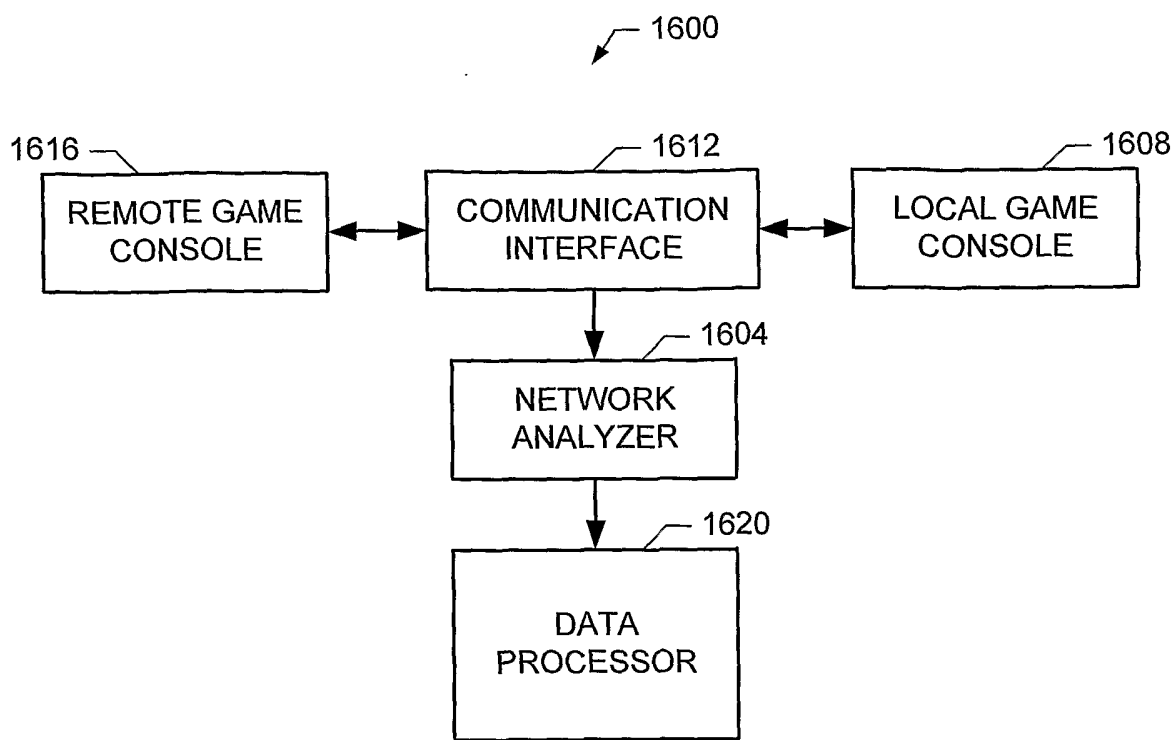 1600
1616
1612
1608
REMOTE GAME
CONSOLE
COMMUNICATION
INTERFACE
LOCAL GAME
CONSOLE
1604
NETWORK
ANALYZER
1620
DATA
PROCESSOR